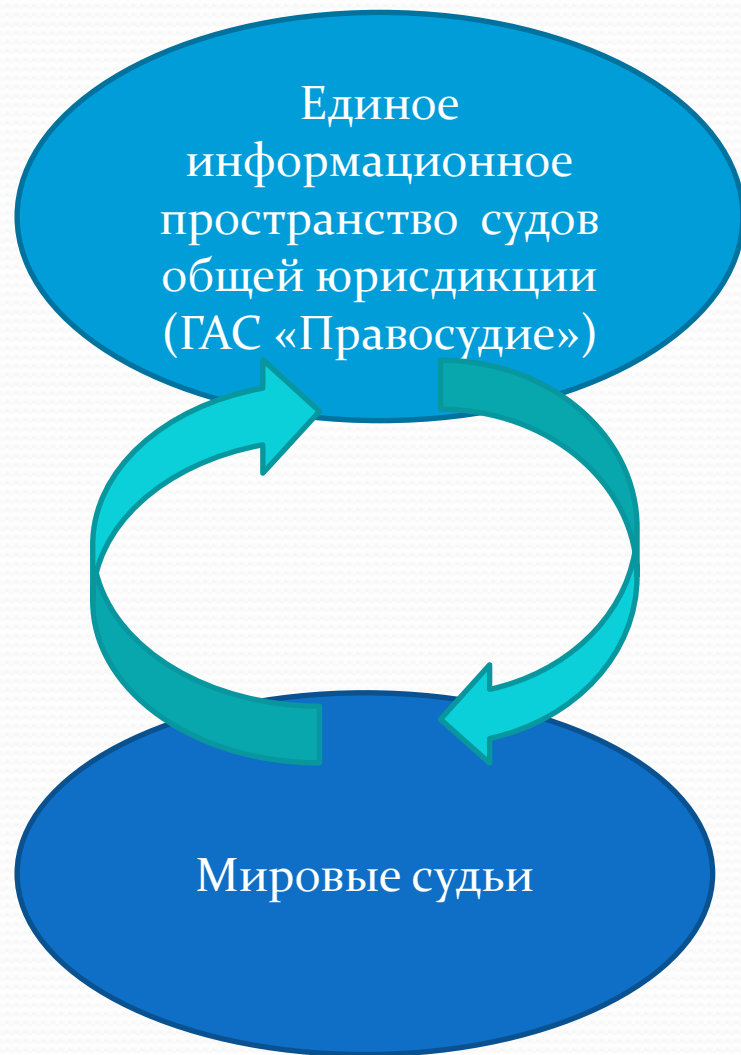 Единое
информационное
пространство судов
общей юрисдикции
(ГАС «Правосудие»)
Мировые судьи